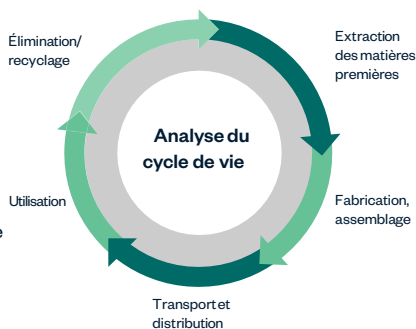 Élimination/
recyclage
Extraction
des matières
premières
Analyse du
cycle de vie
Utilisation
e
Fabrication,
assemblage
Transport et
distribution